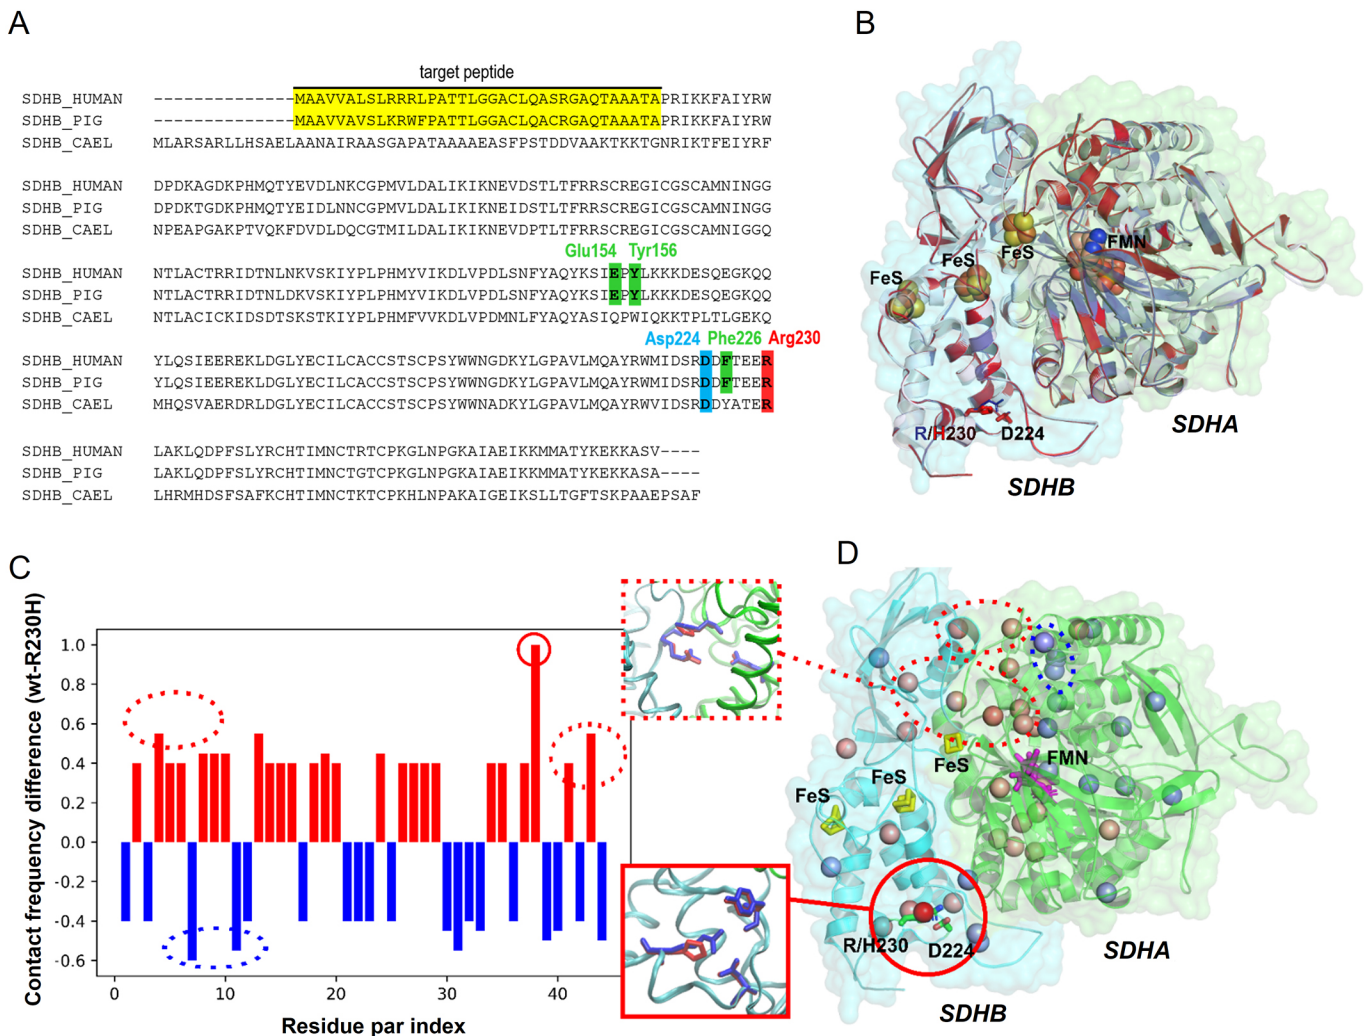 A
target peptide
SDHB_HUMAN --------------MAAVVALSLRRRLPATTLGGACLQASRGAQTAAATAPRIKKFAIYRW
SDHB_PIG --------------MAAVVAVSLKRWFPATTLGGACLQACRGAQTAAATAPRIKKFAIYRW
SDHB_CAEL MLARSARLLHSAELAANAIRAASGAPATAAAAEASFPSTDDVAAKTKKTGNRIKTFEIYRF
SDHB_HUMAN DPDKAGDKPHMQTYEVDLNKCGPMVLDALIKIKNEVDSTLTFRRSCREGICGSCAMNINGG
SDHB_PIG DPDKTGDKPHMQTYEIDLNNCGPMVLDALIKIKNEIDSTLTFRRSCREGICGSCAMNINGG
SDHB_CAEL NPEAPGAKPTVQKFDVDLDQCGTMILDALIKIKNEVDPTLTFRRSCREGICGSCAMNIGGQ
Glu154 Tyr156
SDHB_HUMAN NTLACTRRIDTNLNKVSKIYPLPHMYVIKDLVPDLSNFYAQYKSIEPYLKKKDESQEGKQQ
SDHB_PIG NTLACTRRIDTNLDKVSKIYPLPHMYVIKDLVPDLSNFYAQYKSIEPYLKKKDESQEGKQQ
SDHB_CAEL NTLACICKIDSDTSKSTKIYPLPHMFVVKDLVPDMNLFYAQYASIQPWIQKKTPLTLGEKQ
Asp224 Phe226 Arg230
SDHB_HUMAN YLQSIEEREKLDGLYECILCACCSTSCPSYWWNGDKYLGPAVLMQAYRWMIDSRDDFTEER
SDHB_PIG YLQSIEEREKLDGLYECILCACCSTSCPSYWWNGDKYLGPAVLMQAYRWMIDSRDDFTEER
SDHB_CAEL MHQSVAERDRLDGLYECILCACCSTSCPSYWWNADKYLGPAVLMQAYRWVIDSRDDYATER
SDHB_HUMAN LAKLQDPFSLYRCHTIMNCTRTCPKGLNPGKAIAEIKKMMATYKEKKASV----
SDHB_PIG LAKLQDPFSLYRCHTIMNCTGTCPKGLNPGKAIAEIKKMMATYKEKKASA----
SDHB_CAEL LHRMHDSFSAFKCHTIMNCTKTCPKHLNPAKAIGEIKSLLTGFTSKPAAEPSAF
B
FeS
FeS
FeS
FMN
R/H230
D224
SDHA
SDHB
C
Contact frequency difference (wt-R230H)
1.0
0.8
0.6
0.4
0.2
0.0
-0.2
-0.4
-0.6
0 10 20 30 40
Residue par index
D
FMN
FeS
FeS
FeS
R/H230
D224
SDHA
SDHB